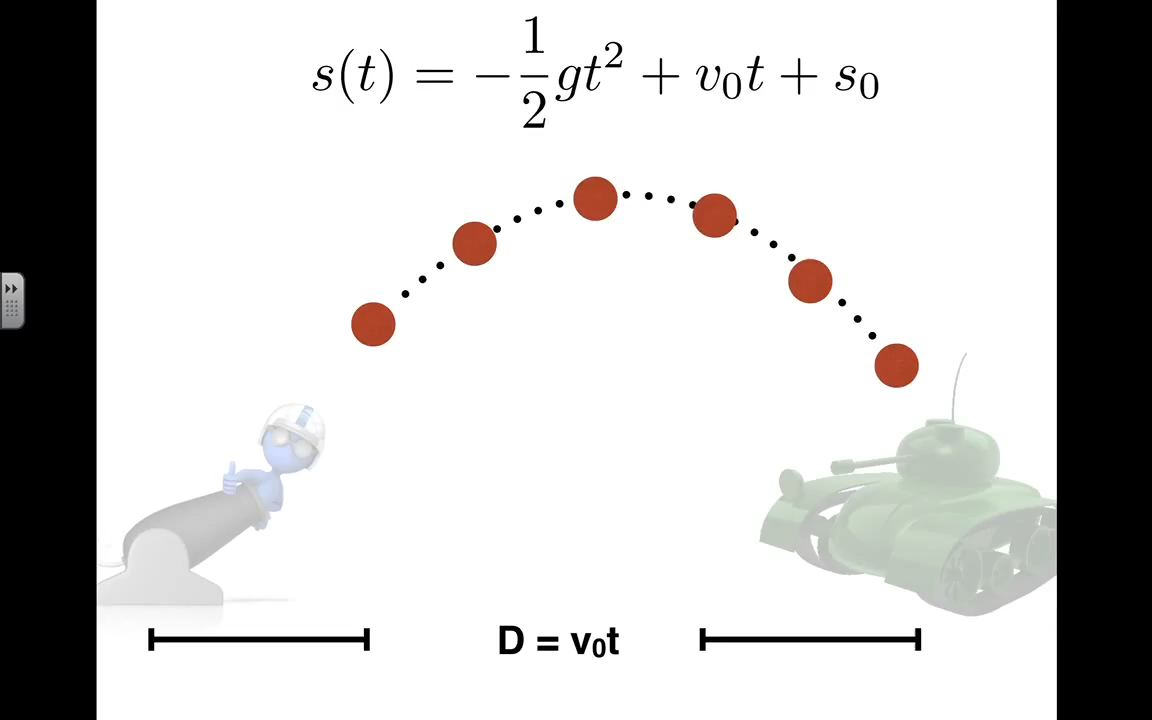 s(t) = −1/2gt² + v₀t + s₀
D = v₀t